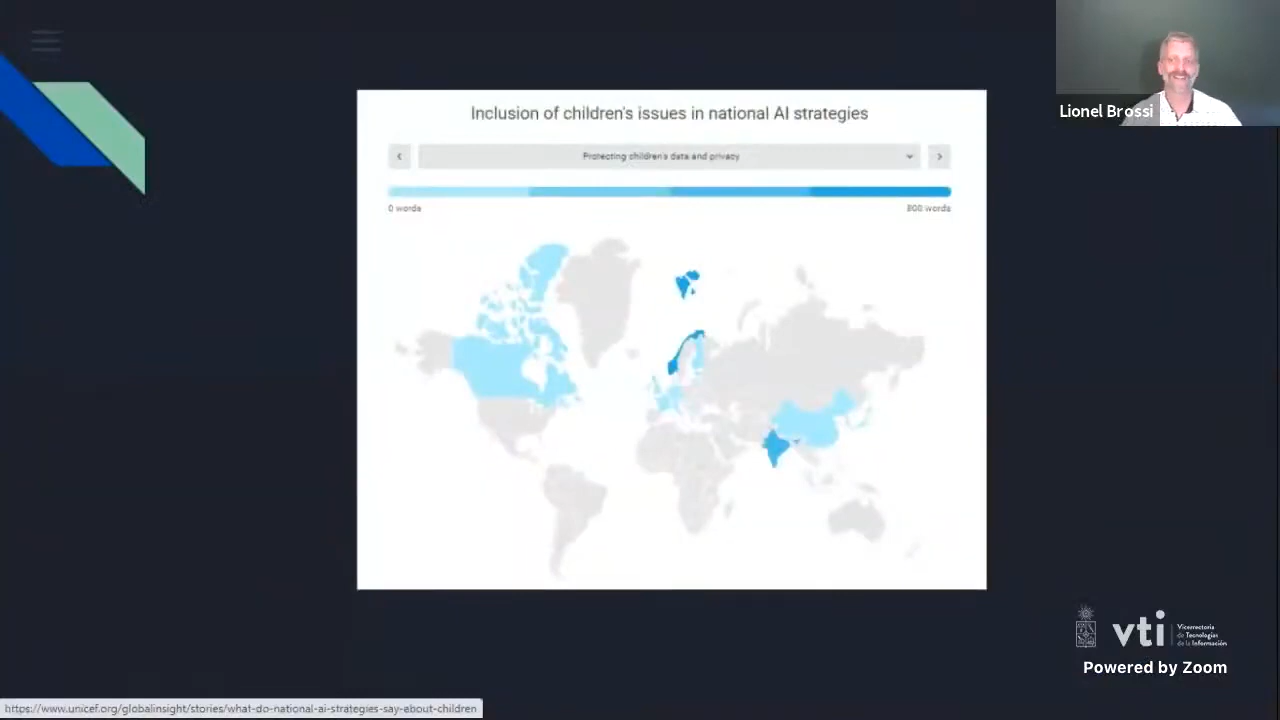 Lionel Brossi
Inclusion of children's issues in national AI strategies
Protecting children's data and privacy
0 words
800 words
vti
Vicerrectoría
de Tecnologías
de la Información
Powered by Zoom
https://www.unicef.org/globalinsight/stories/what-do-national-ai-strategies-say-about-children